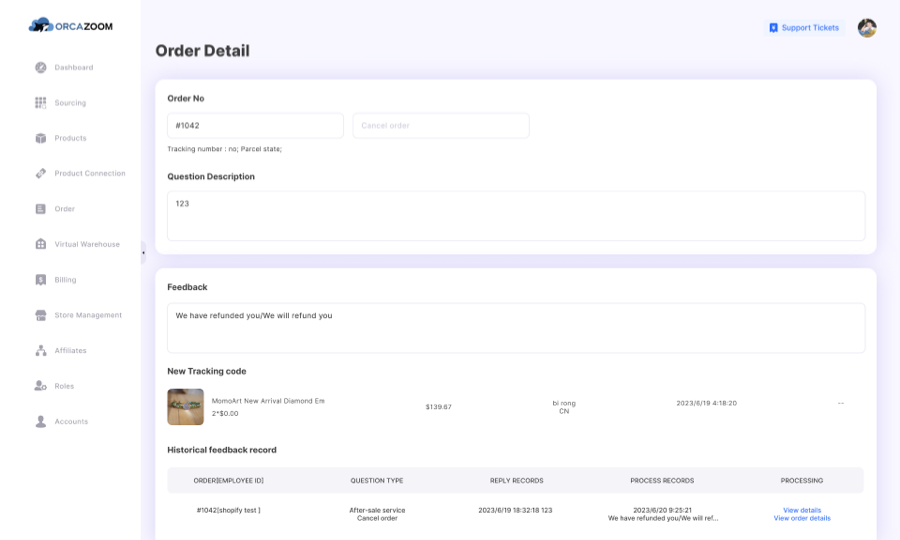 ORCAZOOM
Support Tickets
Order Detail
Dashboard
Sourcing
Products
Product Connection
Order
Virtual Warehouse
Billing
Store Management
Affiliates
Roles
Accounts
Order No
#1042
Cancel order
Tracking number : no; Parcel state;
Question Description
123
Feedback
We have refunded you/We will refund you
New Tracking code
MomoArt New Arrival Diamond Em
2*$0.00
$139.67
bi rong
CN
2023/6/19 4:18:20
--
Historical feedback record
ORDER[EMPLOYEE ID]
QUESTION TYPE
REPLY RECORDS
PROCESS RECORDS
PROCESSING
#1042[shopify test ]
After-sale service
Cancel order
2023/6/19 18:32:18 123
2023/6/20 9:25:21
We have refunded you/We will ref...
View details
View order details